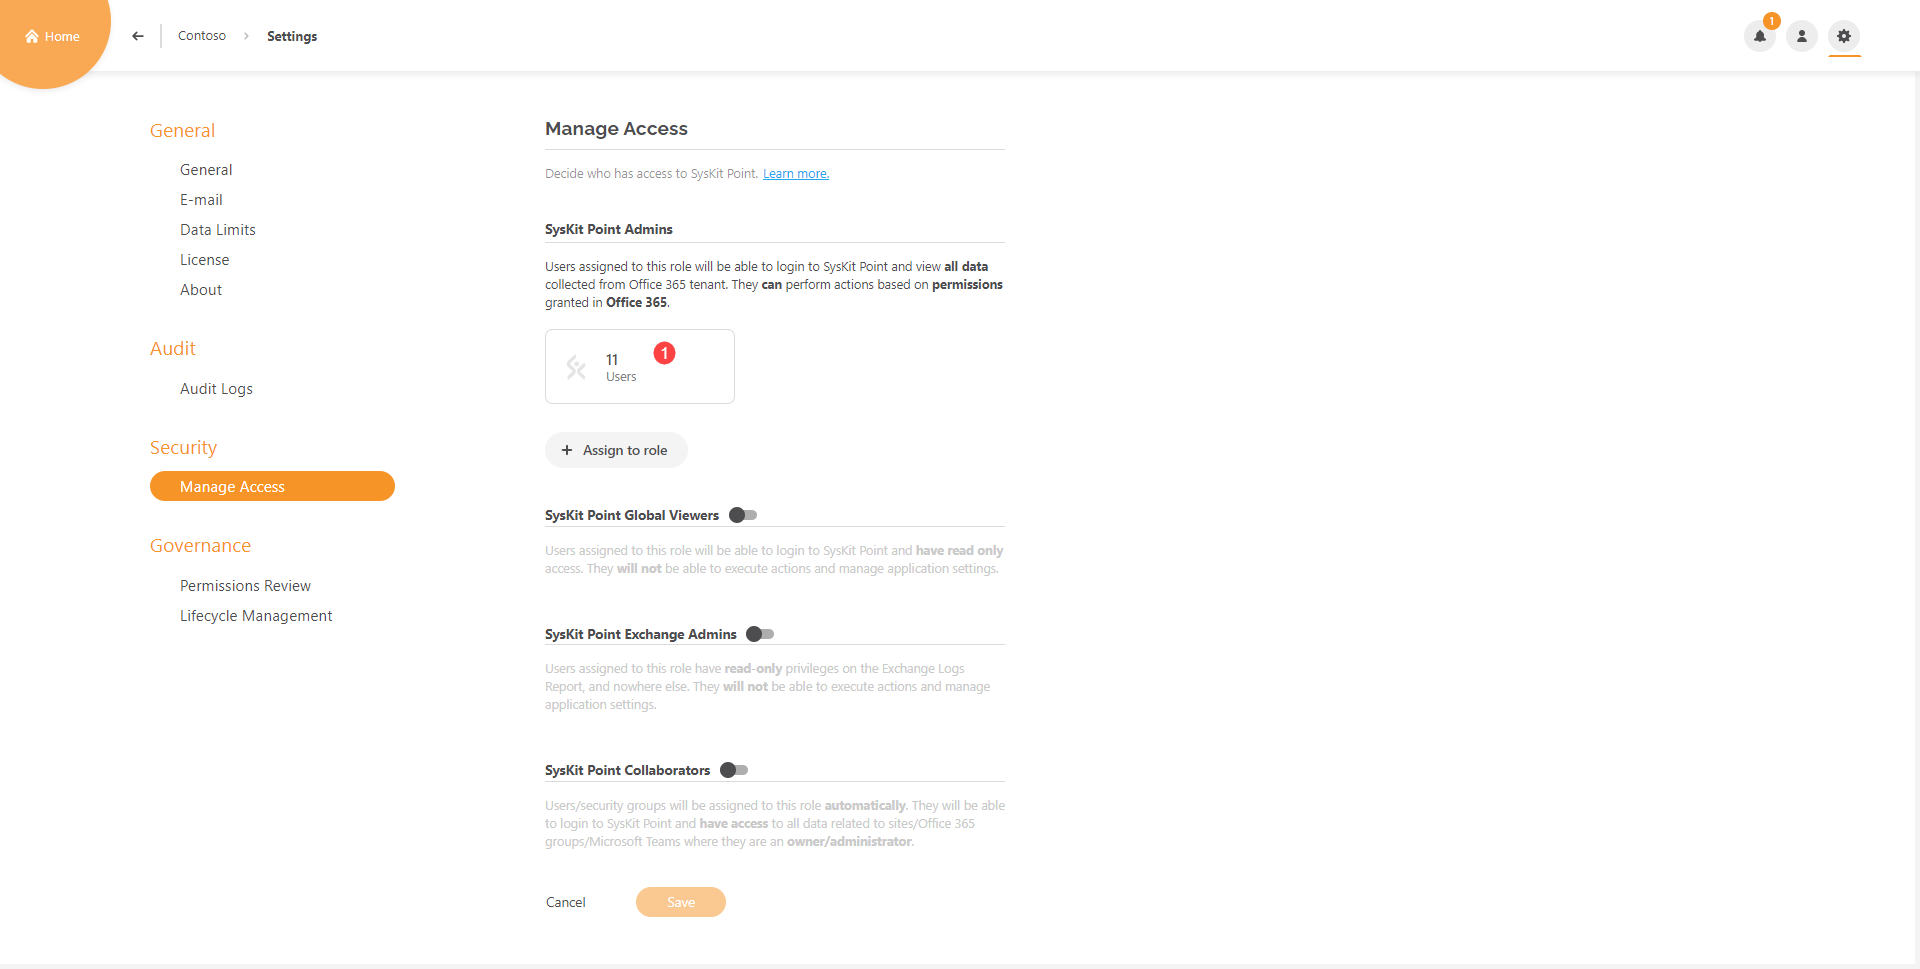 Home
Contoso
Settings
1
General
General
E-mail
Data Limits
License
About
Audit
Audit Logs
Security
Manage Access
Governance
Permissions Review
Lifecycle Management
Manage Access
Decide who has access to SysKit Point. Learn more.
SysKit Point Admins
Users assigned to this role will be able to login to SysKit Point and view all data
collected from Office 365 tenant. They can perform actions based on permissions
granted in Office 365.
11
Users
1
Assign to role
SysKit Point Global Viewers
Users assigned to this role will be able to login to SysKit Point and have read only
access. They will not be able to execute actions and manage application settings.
SysKit Point Exchange Admins
Users assigned to this role have read-only privileges on the Exchange Logs
Report, and nowhere else. They will not be able to execute actions and manage
application settings.
SysKit Point Collaborators
Users/security groups will be assigned to this role automatically. They will be able
to login to SysKit Point and have access to all data related to sites/Office 365
groups/Microsoft Teams where they are an owner/administrator.
Cancel
Save